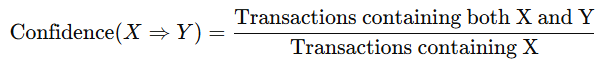 Confidence(X ⇒ Y) = Transactions containing both X and Y
Transactions containing X